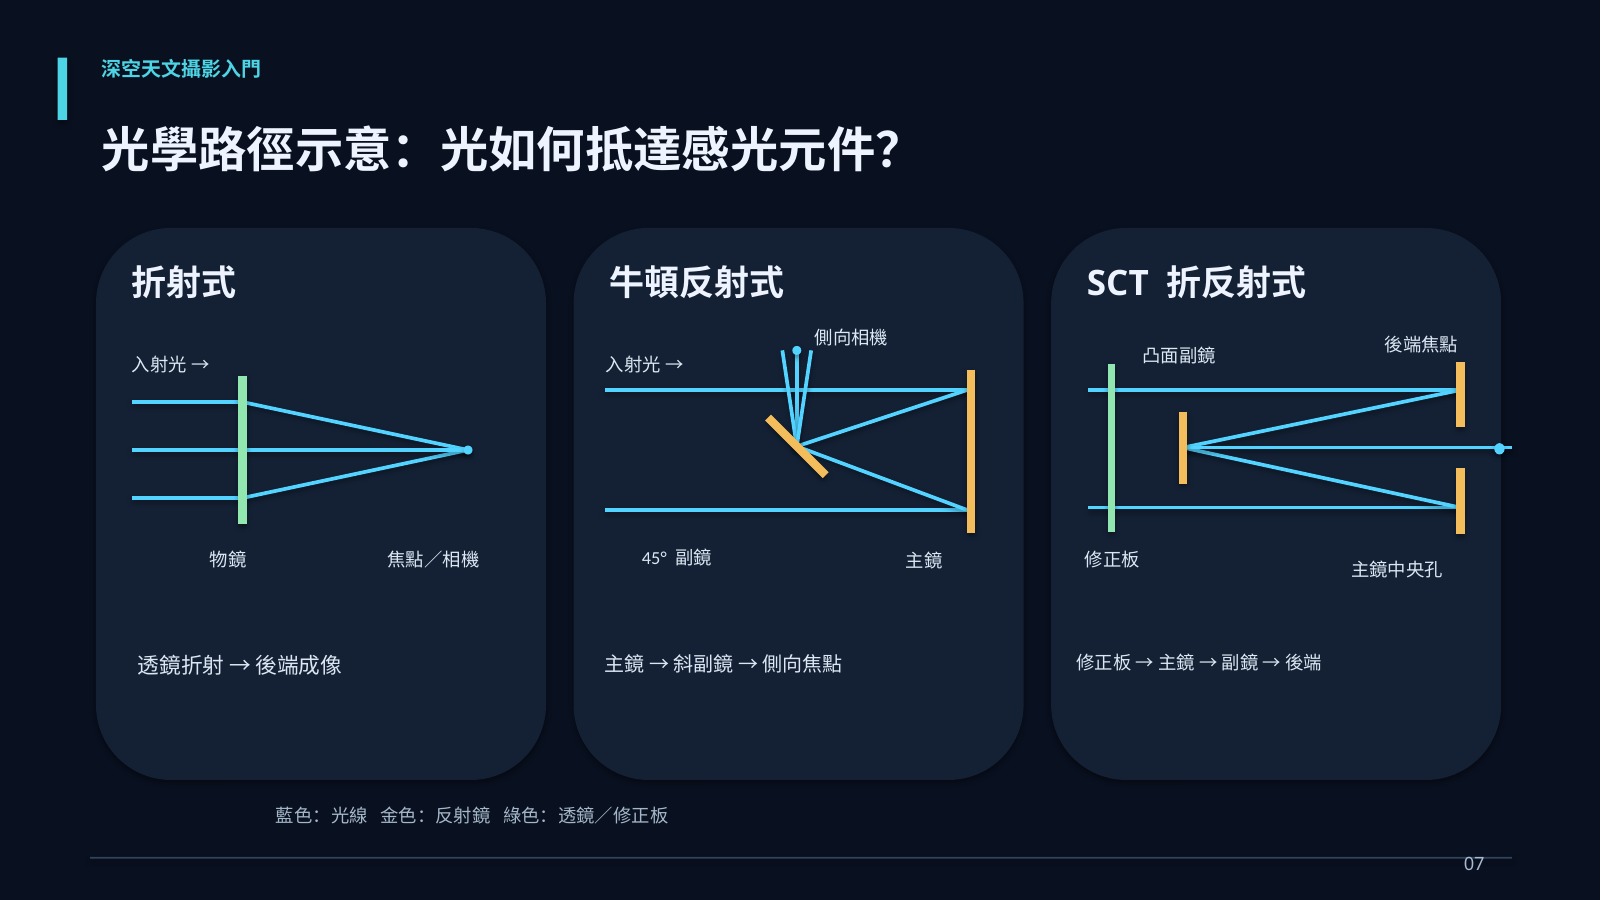 深空天文攝影入門
光學路徑示意：光如何抵達感光元件？
折射式
入射光 →
物鏡
焦點／相機
透鏡折射 → 後端成像
牛頓反射式
側向相機
入射光 →
45° 副鏡
主鏡
主鏡 → 斜副鏡 → 側向焦點
SCT 折反射式
後端焦點
凸面副鏡
修正板
主鏡中央孔
修正板 → 主鏡 → 副鏡 → 後端
藍色：光線 金色：反射鏡 綠色：透鏡／修正板
07